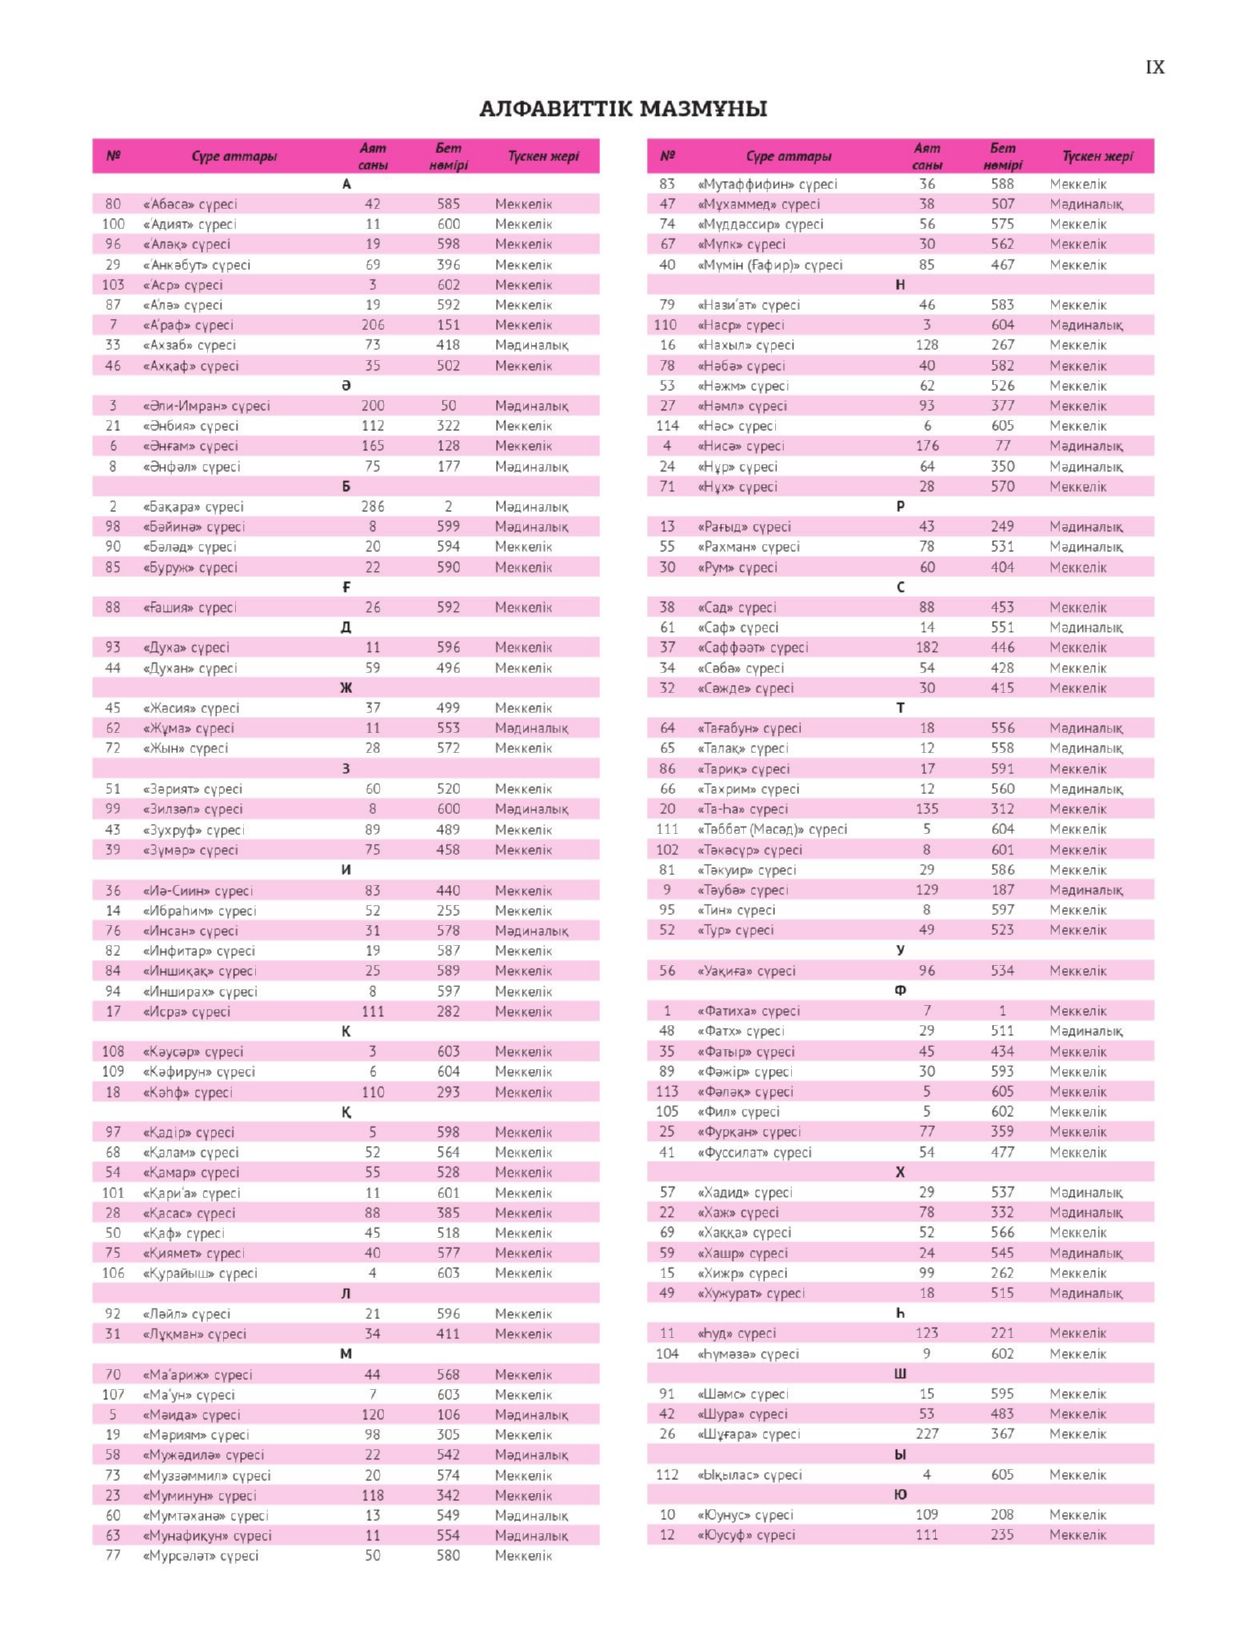 IX
АЛФАВИТТІК МАЗМҰНЫ
№ Сүре аттары Аят саны Бет нөмірі Түскен жері
А
80 «‘Абәсә» сүресі 42 585 Меккелік
100 «‘Адият» сүресі 11 600 Меккелік
96 «‘Аләқ» сүресі 19 598 Меккелік
29 «‘Анкәбут» сүресі 69 396 Меккелік
103 «‘Аср» сүресі 3 602 Меккелік
87 «А‘лә» сүресі 19 592 Меккелік
7 «А‘раф» сүресі 206 151 Меккелік
33 «Ахзаб» сүресі 73 418 Мәдиналық
46 «Ахқаф» сүресі 35 502 Меккелік
Ә
3 «Әли-Имран» сүресі 200 50 Мәдиналық
21 «Әнбия» сүресі 112 322 Меккелік
6 «Әнғам» сүресі 165 128 Меккелік
8 «Әнфәл» сүресі 75 177 Мәдиналық
Б
2 «Бақара» сүресі 286 2 Мәдиналық
98 «Бәйинә» сүресі 8 599 Мәдиналық
90 «Бәләд» сүресі 20 594 Меккелік
85 «Буруж» сүресі 22 590 Меккелік
Ғ
88 «Ғашия» сүресі 26 592 Меккелік
Д
93 «Духа» сүресі 11 596 Меккелік
44 «Духан» сүресі 59 496 Меккелік
Ж
45 «Жәсия» сүресі 37 499 Меккелік
62 «Жұма» сүресі 11 553 Мәдиналық
72 «Жын» сүресі 28 572 Меккелік
З
51 «Зәрият» сүресі 60 520 Меккелік
99 «Зилзәл» сүресі 8 600 Мәдиналық
43 «Зухруф» сүресі 89 489 Меккелік
39 «Зүмәр» сүресі 75 458 Меккелік
И
36 «Иә-Сиин» сүресі 83 440 Меккелік
14 «Ибраһим» сүресі 52 255 Меккелік
76 «Инсан» сүресі 31 578 Мәдиналық
82 «Инфитар» сүресі 19 587 Меккелік
84 «Иншиқақ» сүресі 25 589 Меккелік
94 «Инширах» сүресі 8 597 Меккелік
17 «Исра» сүресі 111 282 Меккелік
К
108 «Кәусәр» сүресі 3 603 Меккелік
109 «Кәфирун» сүресі 6 604 Меккелік
18 «Кәһф» сүресі 110 293 Меккелік
Қ
97 «Қадір» сүресі 5 598 Меккелік
68 «Қалам» сүресі 52 564 Меккелік
54 «Қамар» сүресі 55 528 Меккелік
101 «Қари‘а» сүресі 11 601 Меккелік
28 «Қасас» сүресі 88 385 Меккелік
50 «Қаф» сүресі 45 518 Меккелік
75 «Қиямет» сүресі 40 577 Меккелік
106 «Құрайыш» сүресі 4 603 Меккелік
Л
92 «Ләйл» сүресі 21 596 Меккелік
31 «Лұқман» сүресі 34 411 Меккелік
М
70 «Ма‘ариж» сүресі 44 568 Меккелік
107 «Ма‘ун» сүресі 7 603 Меккелік
5 «Мәида» сүресі 120 106 Мәдиналық
19 «Мәриям» сүресі 98 305 Меккелік
58 «Мужәдилә» сүресі 22 542 Мәдиналық
73 «Муззәммил» сүресі 20 574 Меккелік
23 «Муминун» сүресі 118 342 Меккелік
60 «Мумтәханә» сүресі 13 549 Мәдиналық
63 «Мунафиқун» сүресі 11 554 Мәдиналық
77 «Мурсәләт» сүресі 50 580 Меккелік
№ Сүре аттары Аят саны Бет нөмірі Түскен жері
83 «Мутаффифин» сүресі 36 588 Меккелік
47 «Мұхаммед» сүресі 38 507 Мәдиналық
74 «Мүддәссир» сүресі 56 575 Меккелік
67 «Мүлк» сүресі 30 562 Меккелік
40 «Мүмін (Ғафир)» сүресі 85 467 Меккелік
Н
79 «Нази‘ат» сүресі 46 583 Меккелік
110 «Наср» сүресі 3 604 Мәдиналық
16 «Нахыл» сүресі 128 267 Меккелік
78 «Нәбә» сүресі 40 582 Меккелік
53 «Нәжм» сүресі 62 526 Меккелік
27 «Нәмл» сүресі 93 377 Меккелік
114 «Нәс» сүресі 6 605 Меккелік
4 «Нисә» сүресі 176 77 Мәдиналық
24 «Нұр» сүресі 64 350 Мәдиналық
71 «Нұх» сүресі 28 570 Меккелік
Р
13 «Рағыд» сүресі 43 249 Мәдиналық
55 «Рахман» сүресі 78 531 Мәдиналық
30 «Рум» сүресі 60 404 Меккелік
С
38 «Сад» сүресі 88 453 Меккелік
61 «Саф» сүресі 14 551 Мәдиналық
37 «Саффәәт» сүресі 182 446 Меккелік
34 «Сәбә» сүресі 54 428 Меккелік
32 «Сәжде» сүресі 30 415 Меккелік
Т
64 «Тағабун» сүресі 18 556 Мәдиналық
65 «Талақ» сүресі 12 558 Мәдиналық
86 «Тариқ» сүресі 17 591 Меккелік
66 «Тахрим» сүресі 12 560 Мәдиналық
20 «Та-һа» сүресі 135 312 Меккелік
111 «Тәббәт (Мәсәд)» сүресі 5 604 Меккелік
102 «Тәкәсүр» сүресі 8 601 Меккелік
81 «Тәкуир» сүресі 29 586 Меккелік
9 «Тәубә» сүресі 129 187 Мәдиналық
95 «Тин» сүресі 8 597 Меккелік
52 «Тур» сүресі 49 523 Меккелік
У
56 «Уақиға» сүресі 96 534 Меккелік
Ф
1 «Фатиха» сүресі 7 1 Меккелік
48 «Фатх» сүресі 29 511 Мәдиналық
35 «Фатыр» сүресі 45 434 Меккелік
89 «Фәжір» сүресі 30 593 Меккелік
113 «Фәләқ» сүресі 5 605 Меккелік
105 «Фил» сүресі 5 602 Меккелік
25 «Фурқан» сүресі 77 359 Меккелік
41 «Фуссилат» сүресі 54 477 Меккелік
Х
57 «Хадид» сүресі 29 537 Мәдиналық
22 «Хаж» сүресі 78 332 Мәдиналық
69 «Хаққа» сүресі 52 566 Меккелік
59 «Хашр» сүресі 24 545 Мәдиналық
15 «Хижр» сүресі 99 262 Меккелік
49 «Хужурат» сүресі 18 515 Мәдиналық
Һ
11 «Һуд» сүресі 123 221 Меккелік
104 «Һүмәзә» сүресі 9 602 Меккелік
Ш
91 «Шәмс» сүресі 15 595 Меккелік
42 «Шура» сүресі 53 483 Меккелік
26 «Шұғара» сүресі 227 367 Меккелік
Ы
112 «Ықылас» сүресі 4 605 Меккелік
Ю
10 «Юунус» сүресі 109 208 Меккелік
12 «Юусуф» сүресі 111 235 Меккелік